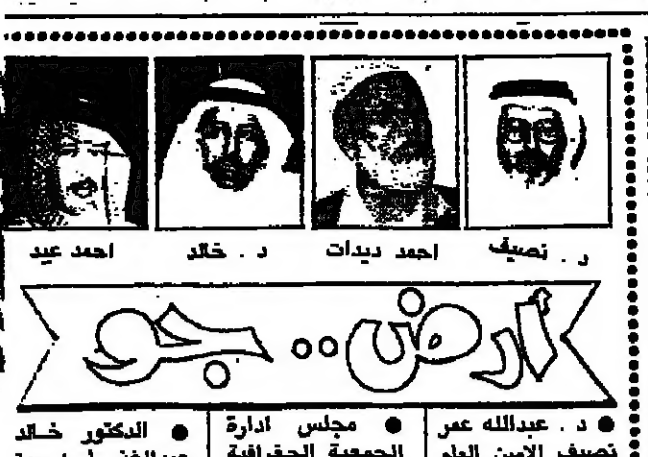 د . نصيف
احمد ديدات
د . خالد
احمد عيد
أرض .. جو
● د . عبدالله عمر
نصيف الامين العام
● مجلس ادارة
الجمعية الجغرافية
● الدكتور خالد